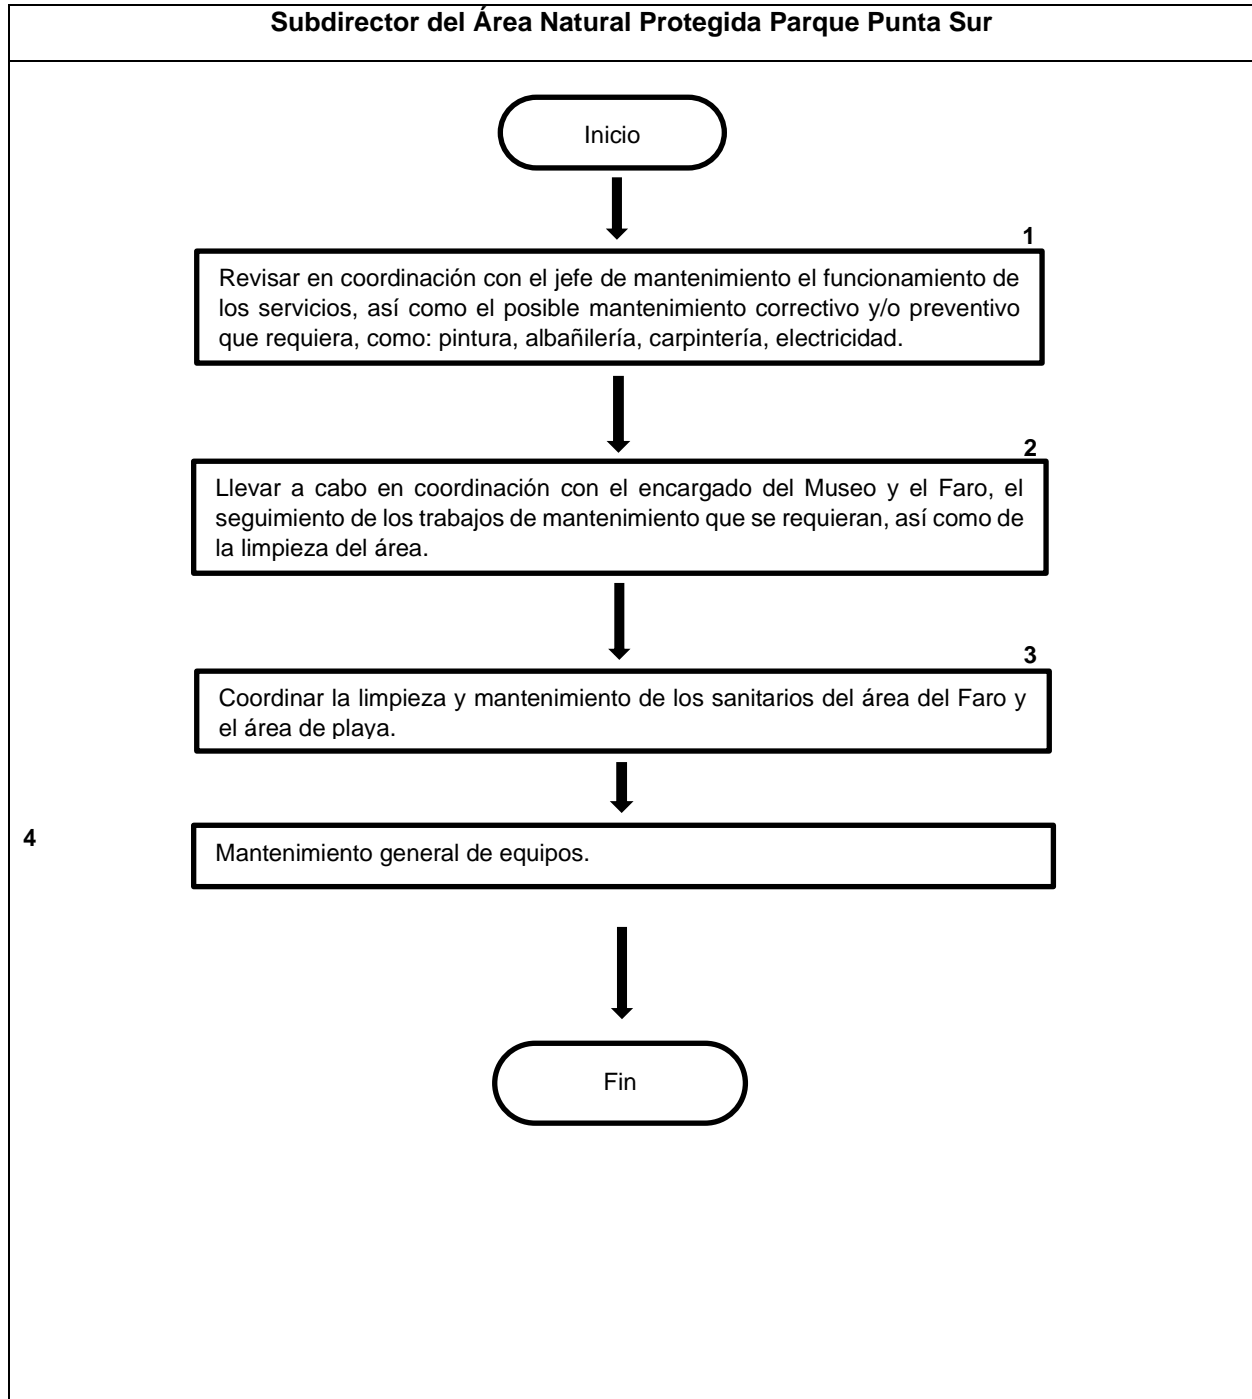 Subdirector del Área Natural Protegida Parque Punta Sur
Inicio
1
Revisar en coordinación con el jefe de mantenimiento el funcionamiento de
los servicios, así como el posible mantenimiento correctivo y/o preventivo
que requiera, como: pintura, albañilería, carpintería, electricidad.
2
Llevar a cabo en coordinación con el encargado del Museo y el Faro, el
seguimiento de los trabajos de mantenimiento que se requieran, así como de
la limpieza del área.
3
Coordinar la limpieza y mantenimiento de los sanitarios del área del Faro y
el área de playa.
4
Mantenimiento general de equipos.
Fin